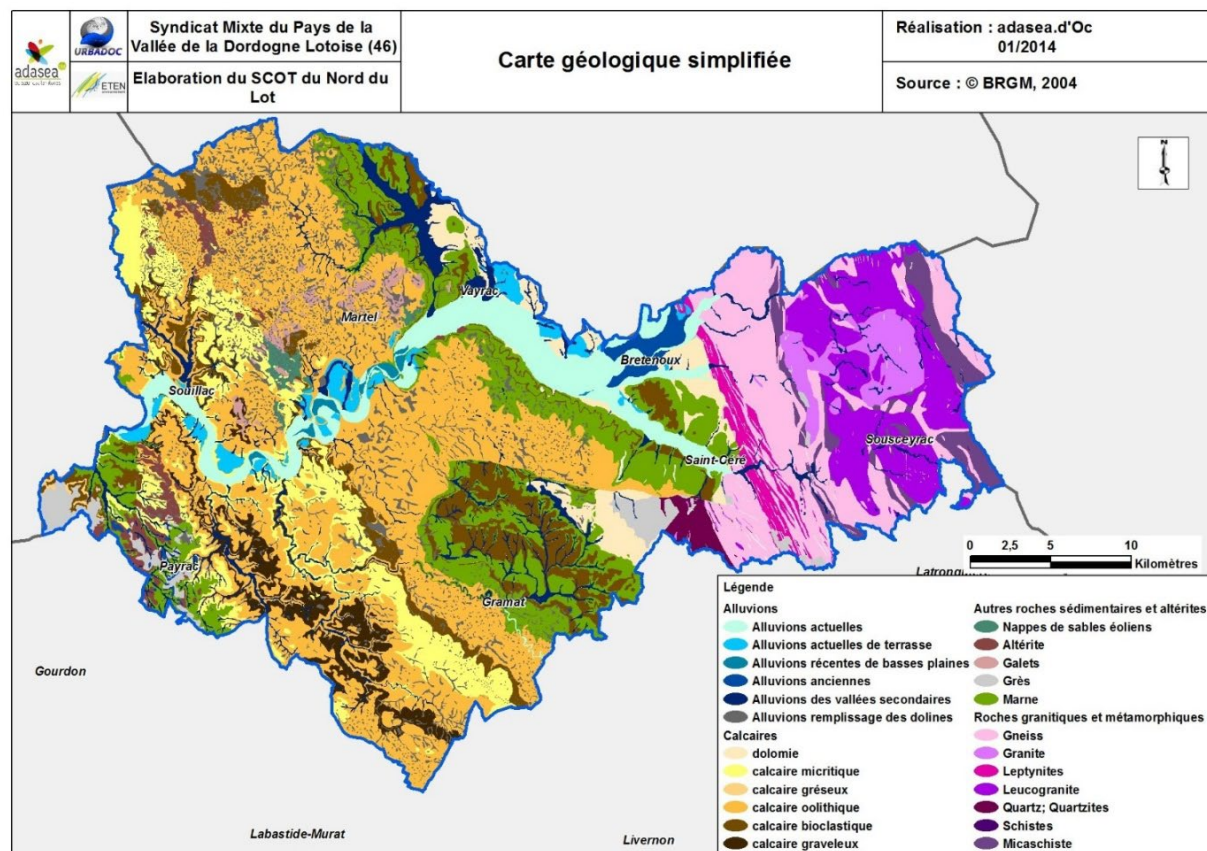 adasea
URBADOC
ETEN
Syndicat Mixte du Pays de la
Vallée de la Dordogne Lotoise (46)
Elaboration du SCOT du Nord du
Lot
Carte géologique simplifiée
Réalisation : adasea.d'Oc
01/2014
Source : © BRGM, 2004
N
Vayrac
Martel
Bretenoux
Souillac
Sousceyrac
Saint-Céré
Payrac
Gramat
Gourdon
Labastide-Murat
Livernon
0 2,5 5 10
Kilomètres
Légende
Alluvions
Alluvions actuelles
Alluvions actuelles de terrasse
Alluvions récentes de basses plaines
Alluvions anciennes
Alluvions des vallées secondaires
Alluvions remplissage des dolines
Calcaires
dolomie
calcaire micritique
calcaire gréseux
calcaire oolithique
calcaire bioclastique
calcaire graveleux
Autres roches sédimentaires et altérites
Nappes de sables éoliens
Altérite
Galets
Grès
Marne
Roches granitiques et métamorphiques
Gneiss
Granite
Leptynites
Leucogranite
Quartz; Quartzites
Schistes
Micaschiste